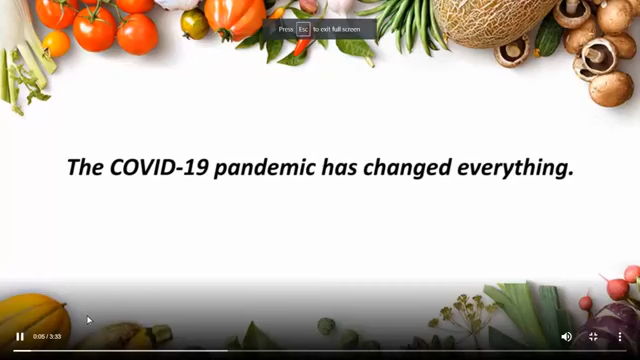 Press Esc to exit full screen
The COVID-19 pandemic has changed everything.
0:05 / 3:33